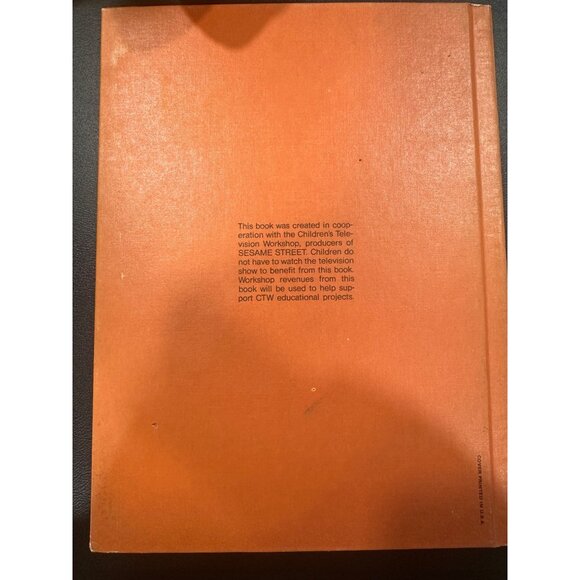 This book was created in coop-
eration with the Children's Tele-
vision Workshop, producers of
SESAME STREET. Children do
not have to watch the television
show to benefit from this book.
Workshop revenues from this
book will be used to help sup-
port CTW educational projects.
COVER PRINTED IN U.S.A.